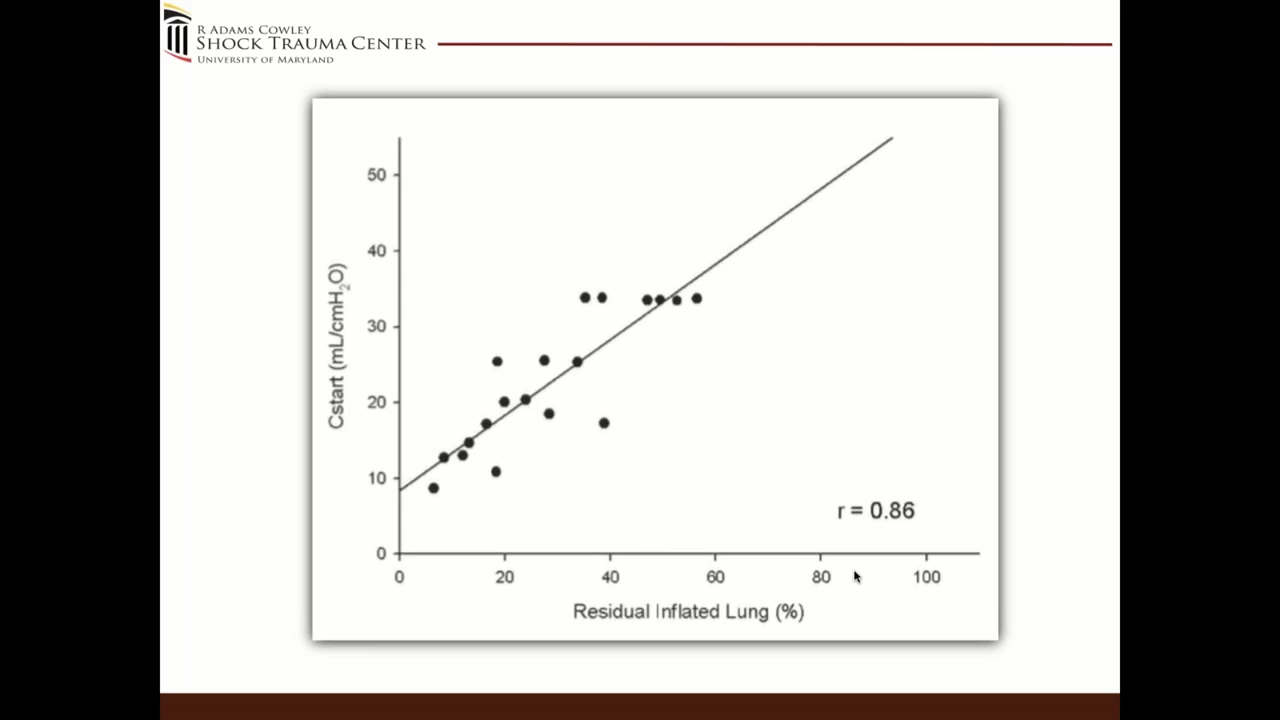 R ADAMS COWLEY
SHOCK TRAUMA CENTER
UNIVERSITY OF MARYLAND
50
40
30
20
10
0
Cstart (mL/cmH₂O)
r = 0.86
0 20 40 60 80 100
Residual Inflated Lung (%)